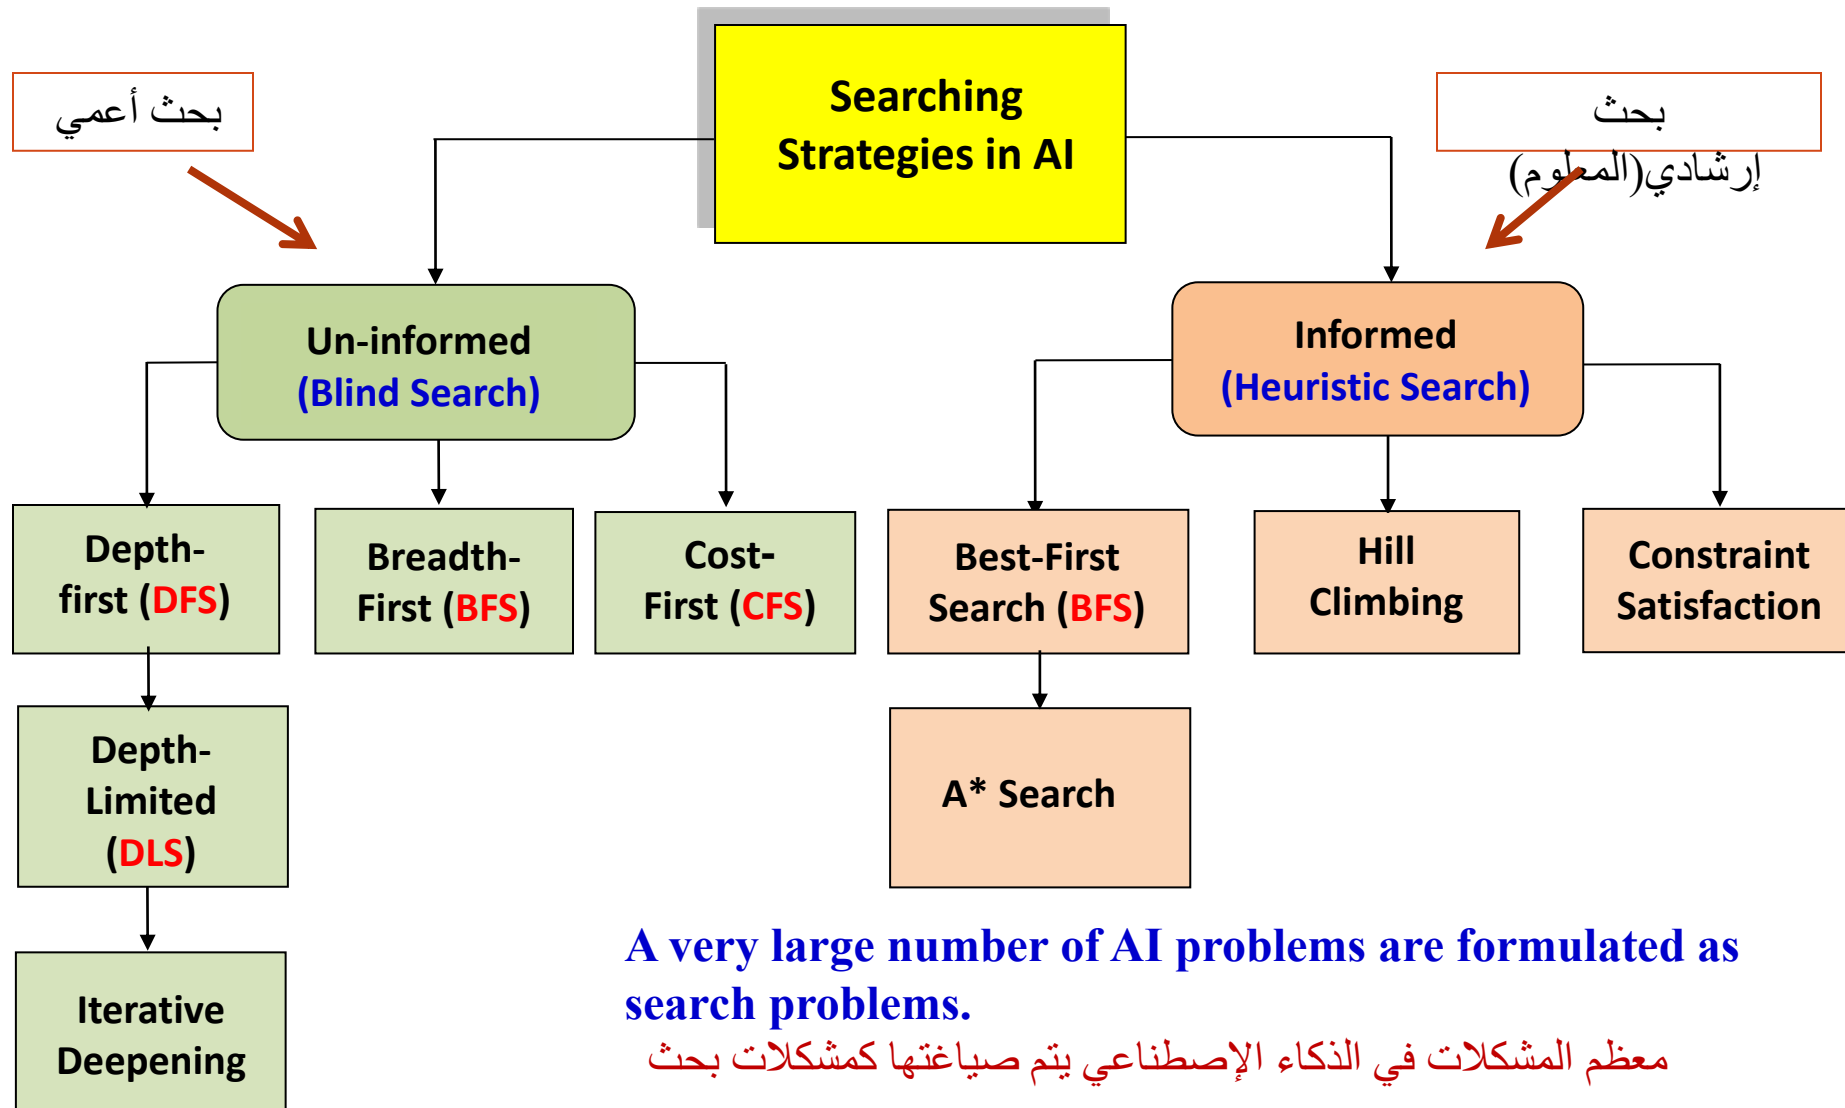 Searching
Strategies in AI
بحث أعمي
بحث
إرشادي(المعلوم)
Un-informed
(Blind Search)
Informed
(Heuristic Search)
Depth-
first (DFS)
Breadth-
First (BFS)
Cost-
First (CFS)
Best-First
Search (BFS)
Hill
Climbing
Constraint
Satisfaction
Depth-
Limited
(DLS)
A* Search
Iterative
Deepening
A very large number of AI problems are formulated as
search problems.
معظم المشكلات في الذكاء الإصطناعي يتم صياغتها كمشكلات بحث